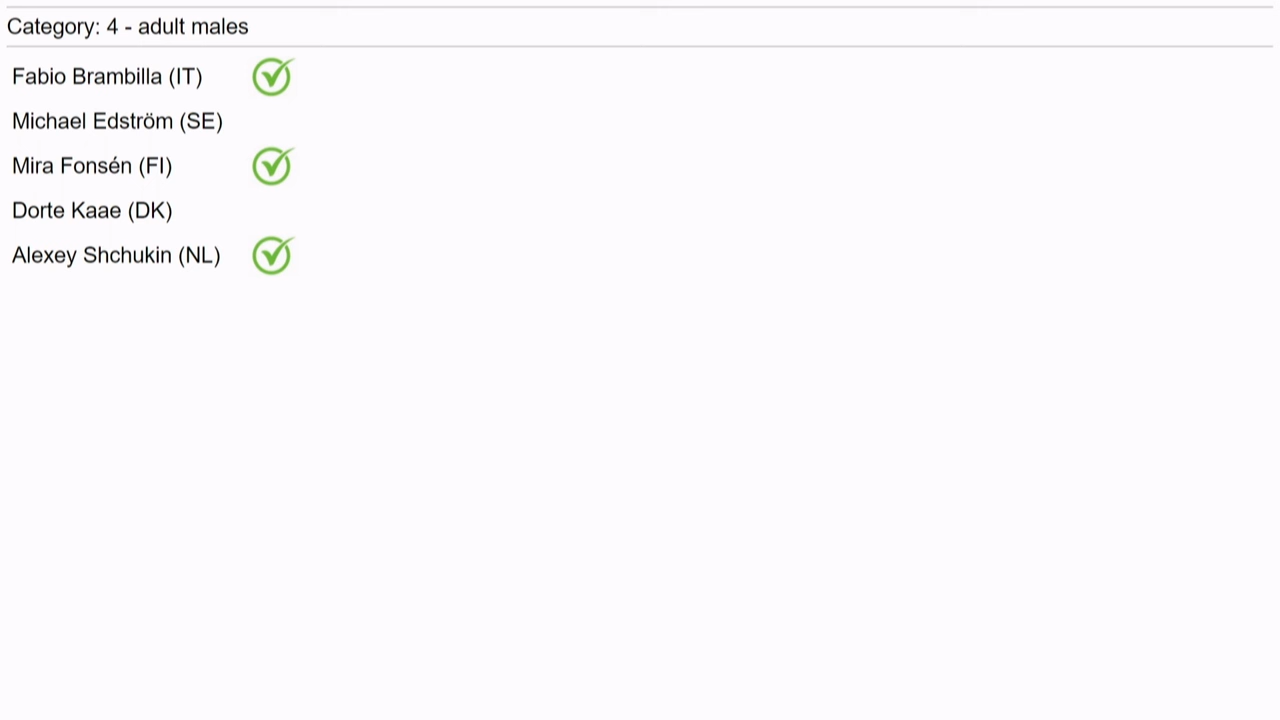 Category: 4 - adult males
Fabio Brambilla (IT)
Michael Edström (SE)
Mira Fonsén (FI)
Dorte Kaae (DK)
Alexey Shchukin (NL)